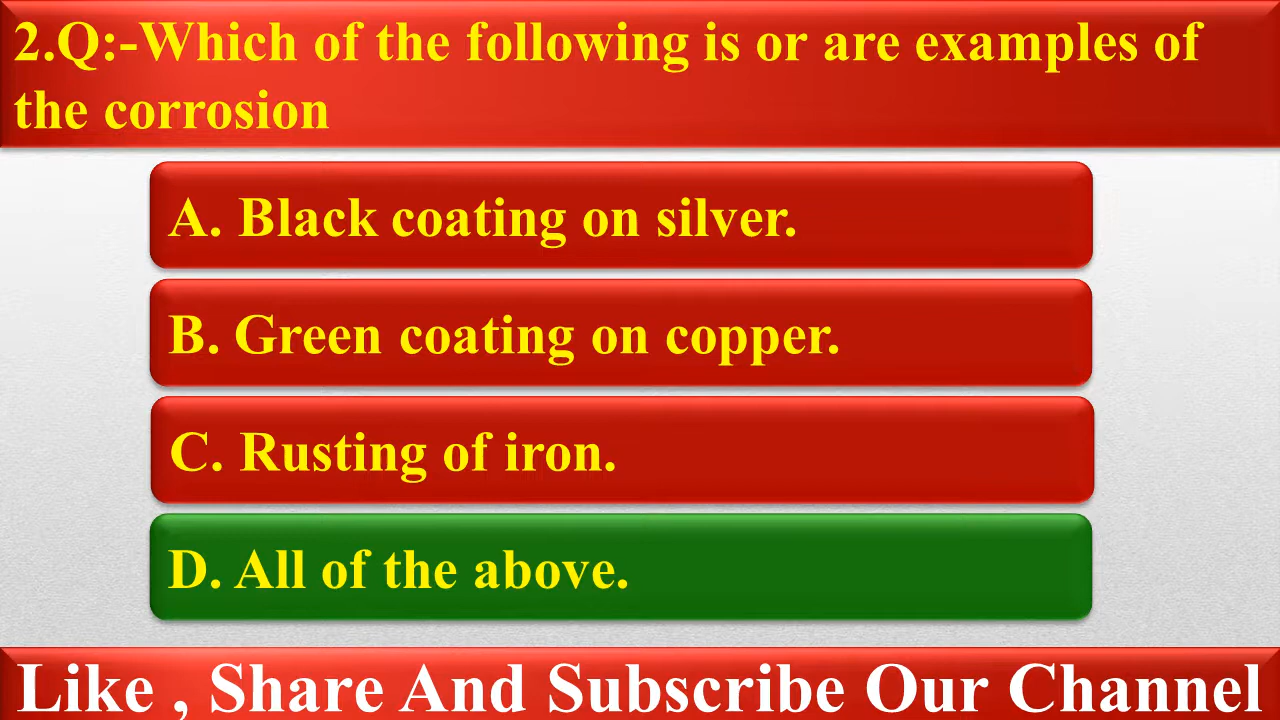 2.Q:-Which of the following is or are examples of
the corrosion
A. Black coating on silver.
B. Green coating on copper.
C. Rusting of iron.
D. All of the above.
Like , Share And Subscribe Our Channel